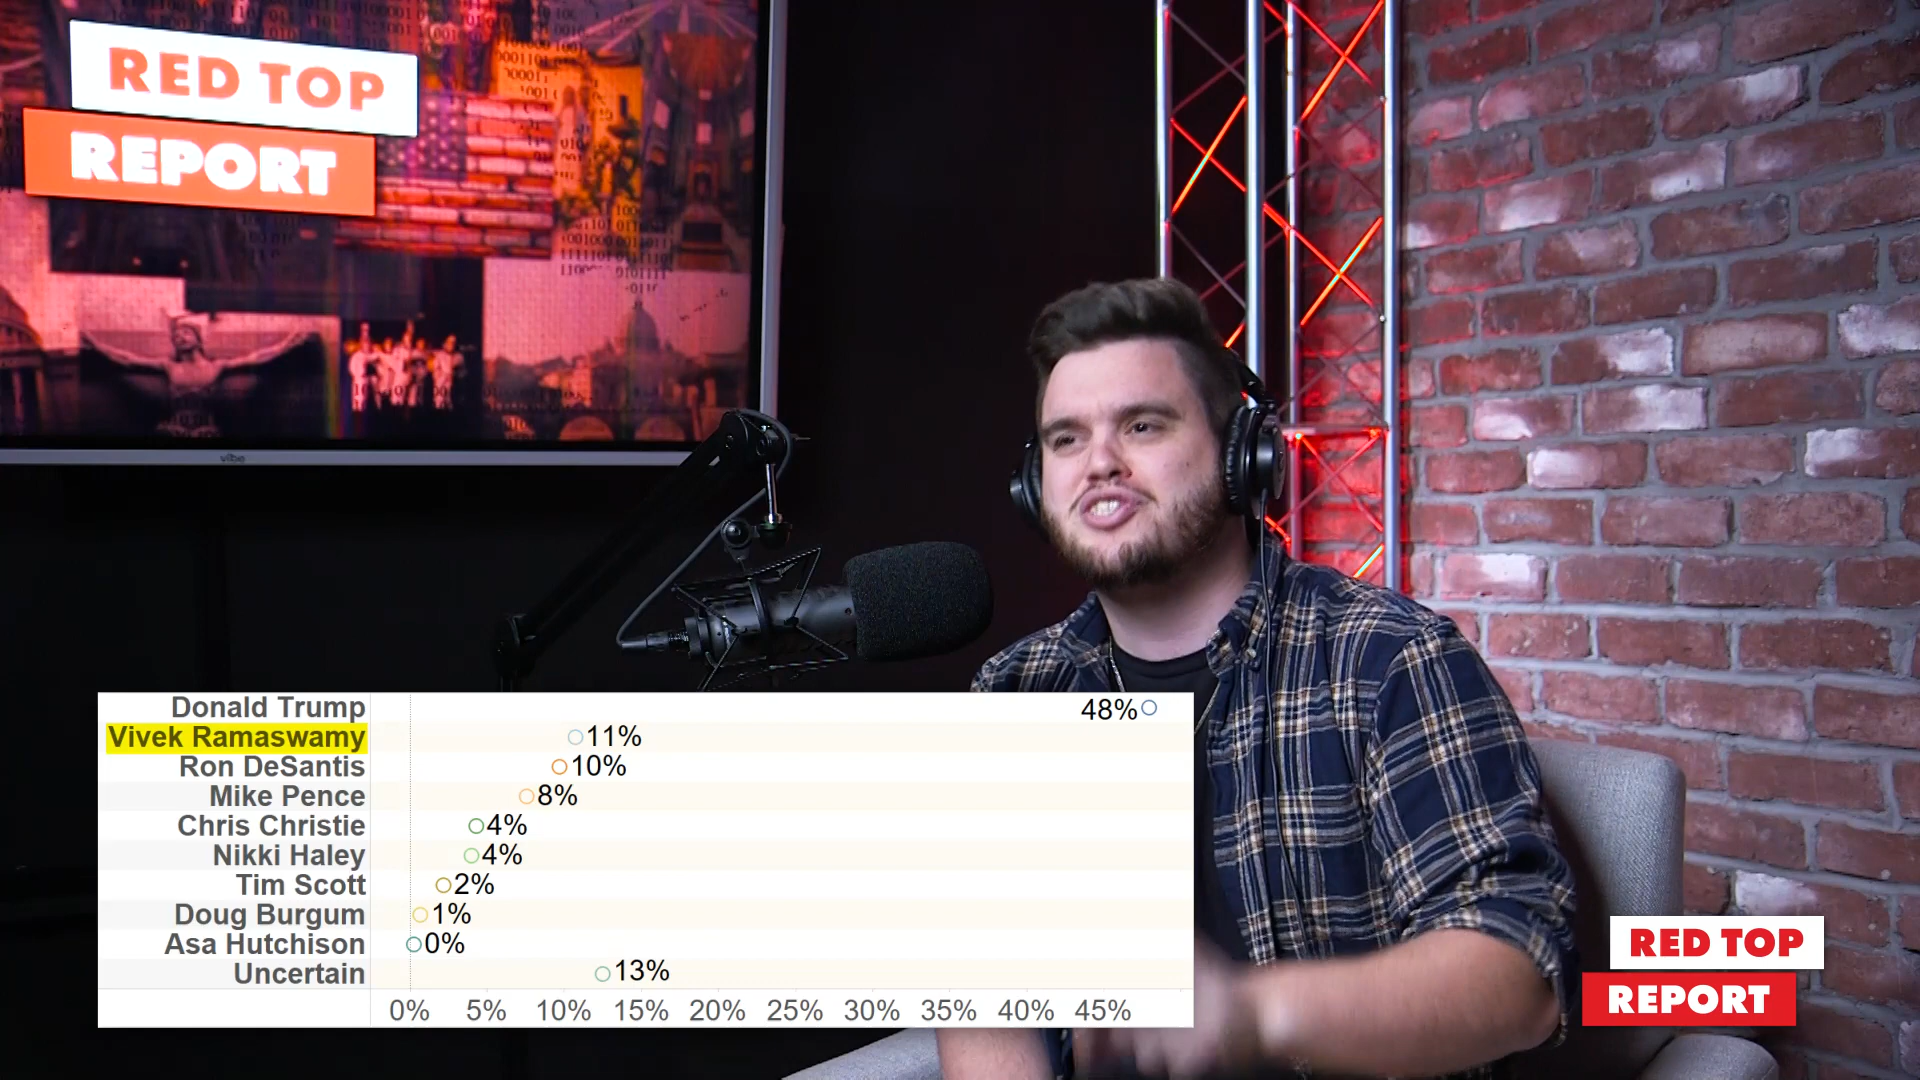 RED TOP
REPORT
vibe
Donald Trump 48%
Vivek Ramaswamy 11%
Ron DeSantis 10%
Mike Pence 8%
Chris Christie 4%
Nikki Haley 4%
Tim Scott 2%
Doug Burgum 1%
Asa Hutchison 0%
Uncertain 13%
0% 5% 10% 15% 20% 25% 30% 35% 40% 45%
RED TOP
REPORT